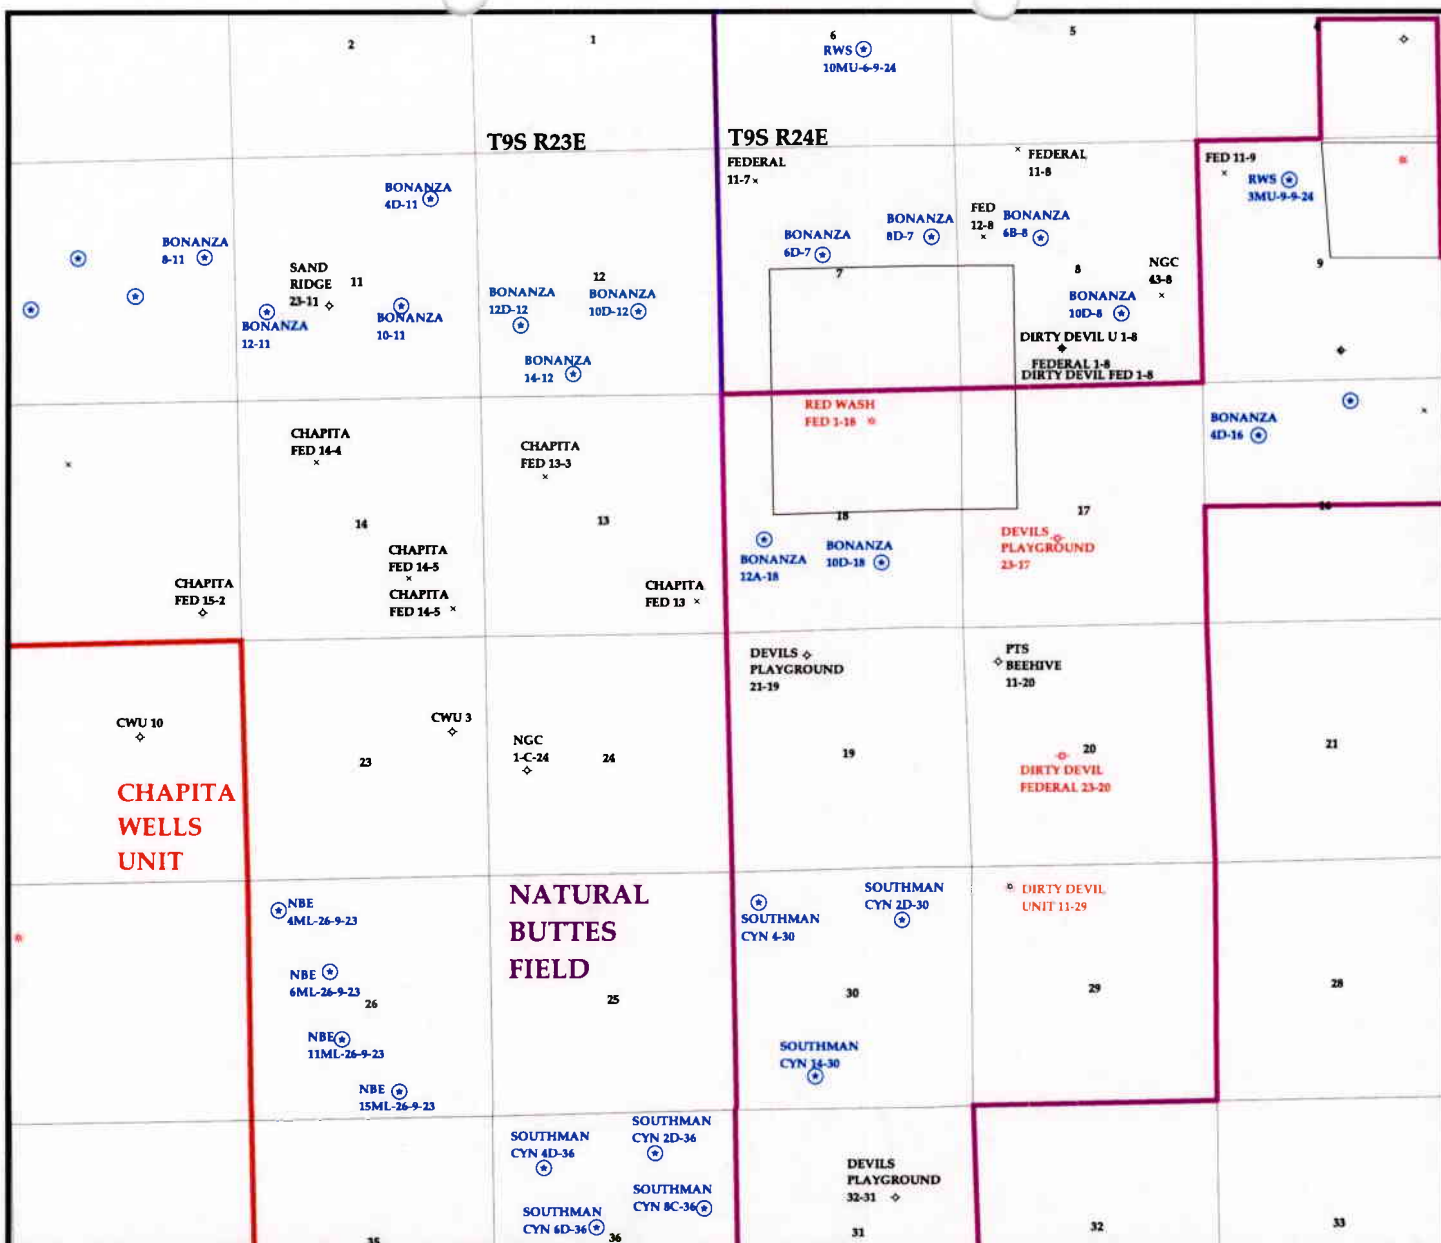 2
1
6
5
RWS
10MU-6-9-24
T9S R23E
T9S R24E
FEDERAL
11-7
FEDERAL
11-8
FED 11-9
RWS
3MU-9-9-24
BONANZA
4D-11
BONANZA
8-11
SAND
RIDGE
23-11
11
BONANZA
12-11
BONANZA
10-11
12
BONANZA
12D-12
BONANZA
10D-12
BONANZA
14-12
BONANZA
6D-7
BONANZA
8D-7
7
FED
12-8
BONANZA
6B-8
8
NGC
43-8
BONANZA
10D-8
DIRTY DEVIL U 1-8
FEDERAL 1-8
DIRTY DEVIL FED 1-8
9
RED WASH
FED 1-18
BONANZA
4D-16
CHAPITA
FED 14-4
CHAPITA
FED 13-3
14
13
18
17
16
CHAPITA
FED 14-5
CHAPITA
FED 14-5
CHAPITA
FED 15-2
CHAPITA
FED 13
BONANZA
12A-18
BONANZA
10D-18
DEVILS
PLAYGROUND
23-17
DEVILS
PLAYGROUND
21-19
PTS
BEEHIVE
11-20
CWU 10
CWU 3
NGC
1-C-24
23
24
19
20
21
DIRTY DEVIL
FEDERAL 23-20
CHAPITA
WELLS
UNIT
NATURAL
BUTTES
FIELD
NBE
4ML-26-9-23
NBE
6ML-26-9-23
26
NBE
11ML-26-9-23
NBE
15ML-26-9-23
25
SOUTHMAN
CYN 4-30
SOUTHMAN
CYN 2D-30
DIRTY DEVIL
UNIT 11-29
30
29
28
SOUTHMAN
CYN 14-30
SOUTHMAN
CYN 4D-36
SOUTHMAN
CYN 2D-36
SOUTHMAN
CYN 6D-36
SOUTHMAN
CYN 8C-36
DEVILS
PLAYGROUND
32-31
35
36
31
32
33